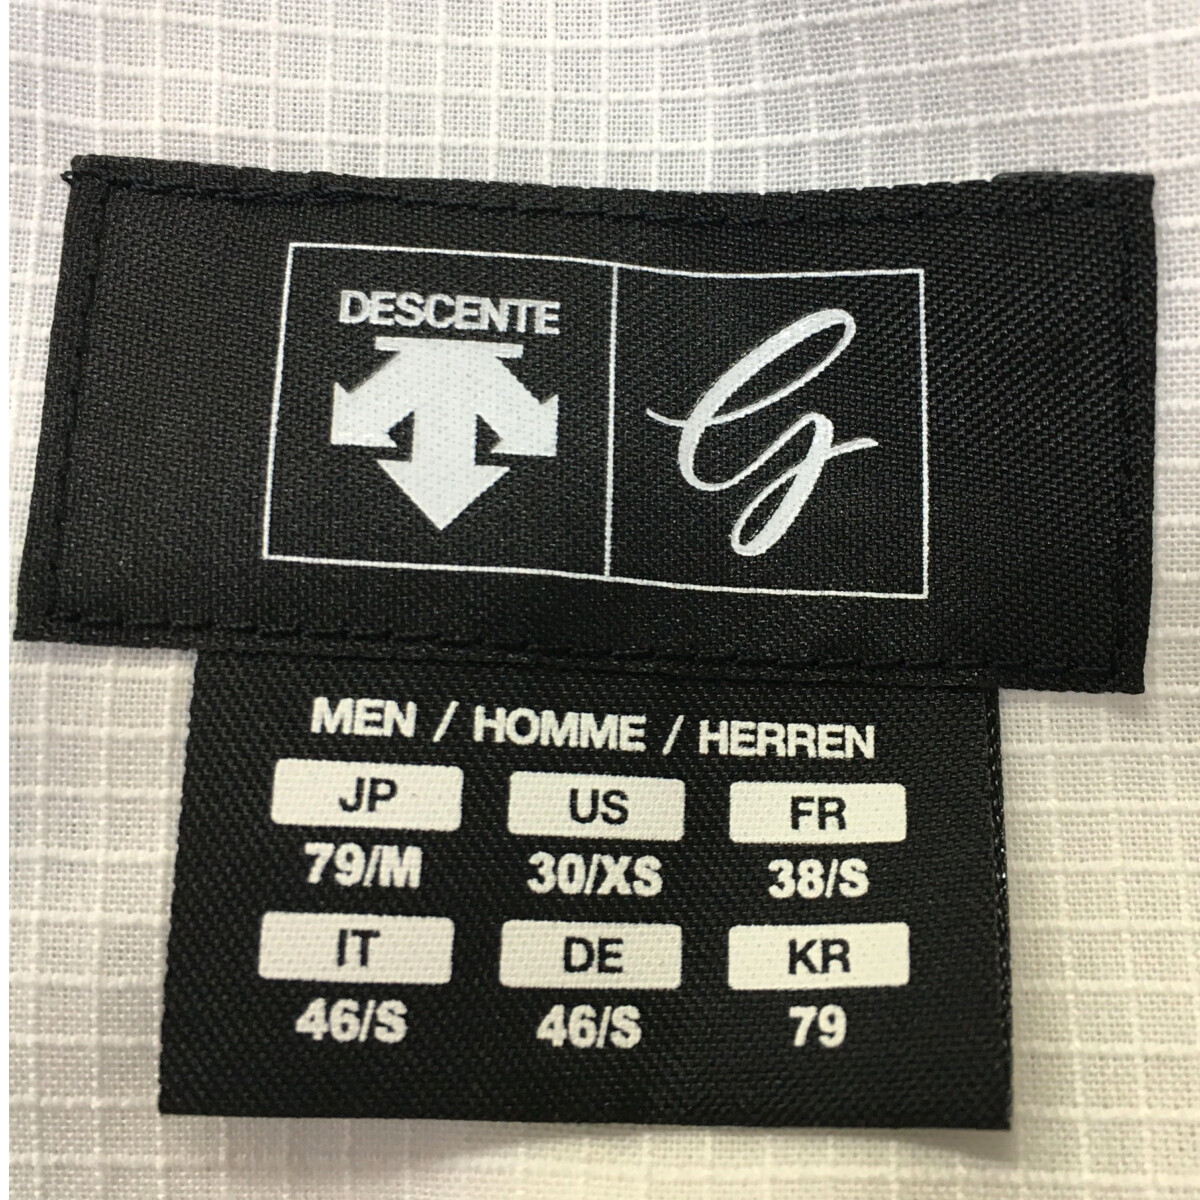 DESCENTE
G
MEN / HOMME / HERREN
JP US FR
79/M 30/XS 38/S
IT DE KR
46/S 46/S 79